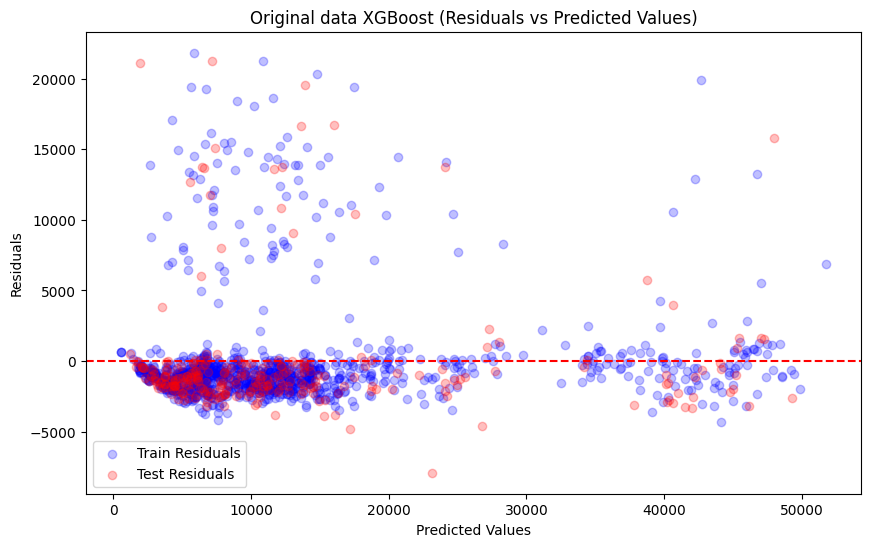 Original data XGBoost (Residuals vs Predicted Values)
Residuals
20000
15000
10000
5000
0
−5000
Train Residuals
Test Residuals
0 10000 20000 30000 40000 50000
Predicted Values